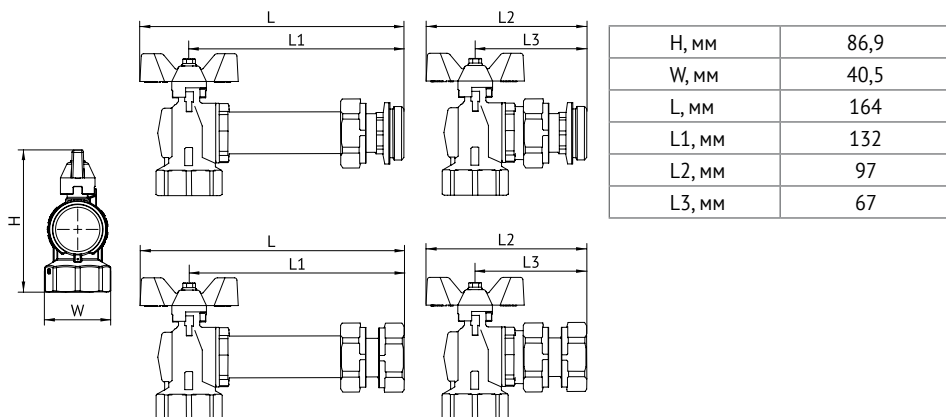 L
L1
L2
L3
H
W
L
L1
L2
L3
H, мм 86,9
W, мм 40,5
L, мм 164
L1, мм 132
L2, мм 97
L3, мм 67